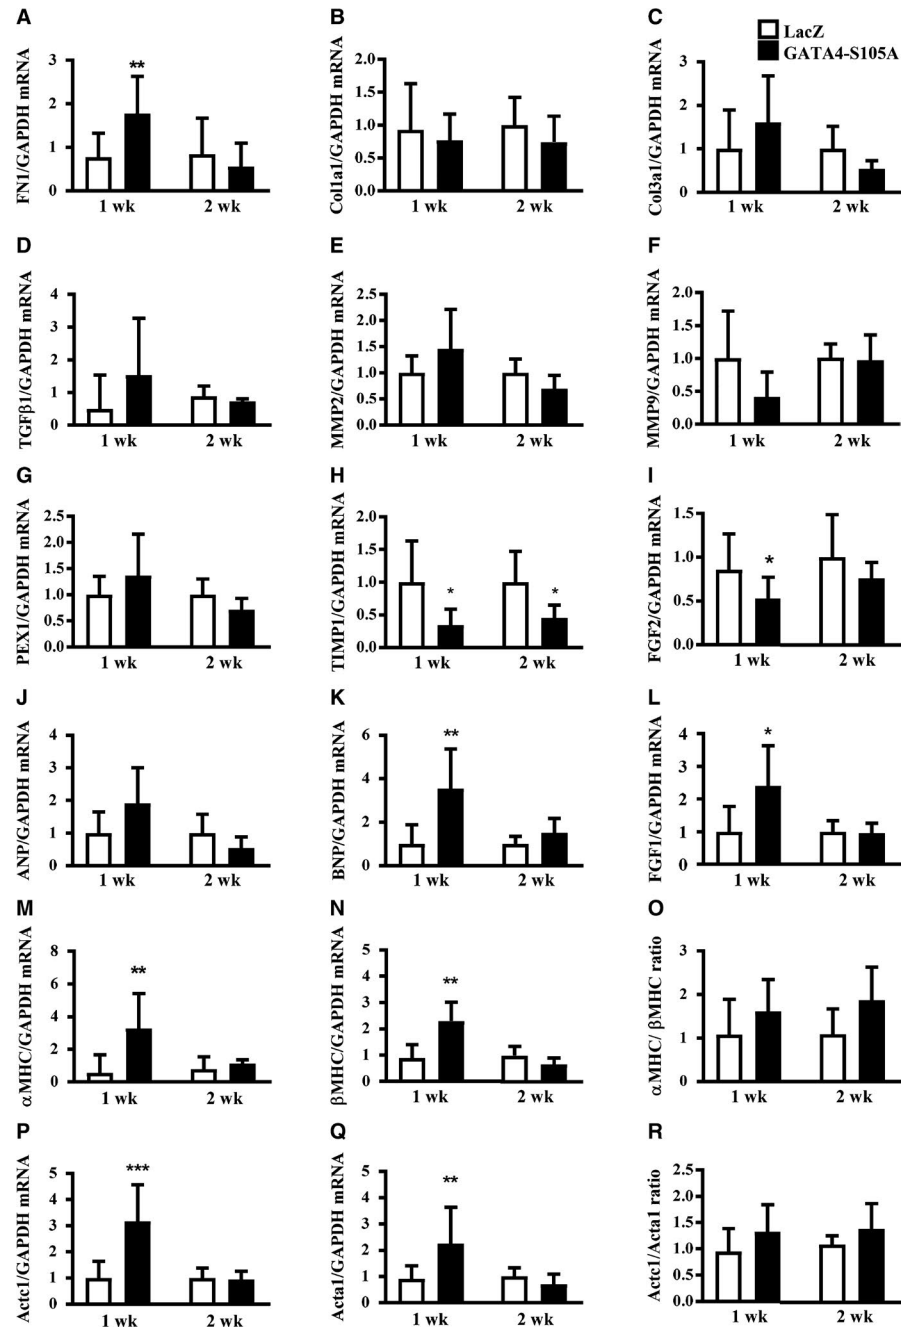 A
FN1/GAPDH mRNA
**
3
2
1
0
1 wk
2 wk
B
Col1a1/GAPDH mRNA
2.0
1.5
1.0
0.5
0.0
1 wk
2 wk
C
LacZ
GATA4-S105A
Col3a1/GAPDH mRNA
3
2
1
0
1 wk
2 wk
D
TGFβ1/GAPDH mRNA
4
3
2
1
0
1 wk
2 wk
E
MMP2/GAPDH mRNA
2.5
2.0
1.5
1.0
0.5
0.0
1 wk
2 wk
F
MMP9/GAPDH mRNA
2.0
1.5
1.0
0.5
0.0
1 wk
2 wk
G
PEX1/GAPDH mRNA
2.5
2.0
1.5
1.0
0.5
0.0
1 wk
2 wk
H
TIMP1/GAPDH mRNA
2.0
1.5
1.0
0.5
0.0
*
*
1 wk
2 wk
I
FGF2/GAPDH mRNA
1.5
1.0
0.5
0.0
*
1 wk
2 wk
J
ANP/GAPDH mRNA
4
3
2
1
0
1 wk
2 wk
K
BNP/GAPDH mRNA
**
6
4
2
0
1 wk
2 wk
L
FGF1/GAPDH mRNA
*
4
3
2
1
0
1 wk
2 wk
M
αMHC/GAPDH mRNA
**
8
6
4
2
0
1 wk
2 wk
N
βMHC/GAPDH mRNA
**
5
4
3
2
1
0
1 wk
2 wk
O
αMHC/ βMHC ratio
3
2
1
0
1 wk
2 wk
P
Actc1/GAPDH mRNA
***
5
4
3
2
1
0
1 wk
2 wk
Q
Acta1/GAPDH mRNA
**
5
4
3
2
1
0
1 wk
2 wk
R
Actc1/Acta1 ratio
2.5
2.0
1.5
1.0
0.5
0.0
1 wk
2 wk